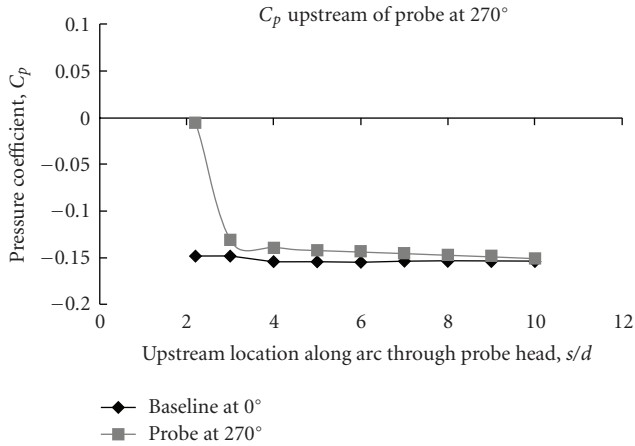 C_p upstream of probe at 270°
Pressure coefficient, C_p
0.1
0.05
0
−0.05
−0.1
−0.15
−0.2
0 2 4 6 8 10 12
Upstream location along arc through probe head, s/d
Baseline at 0°
Probe at 270°